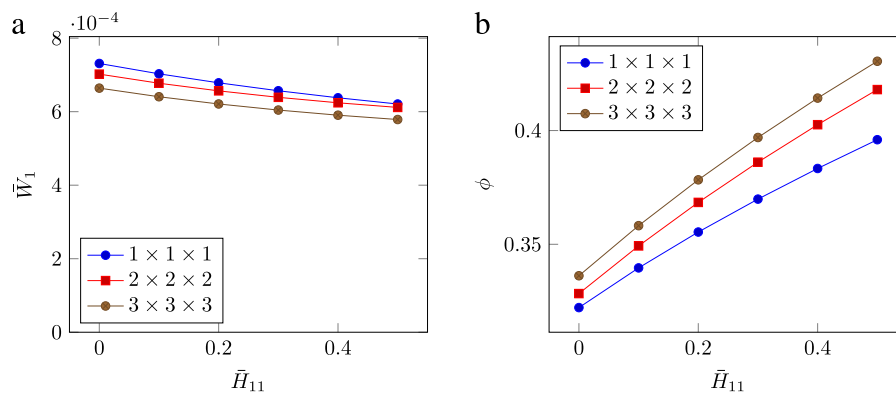 a
·10⁻⁴
8
6
4
2
0
W̄₁
1 × 1 × 1
2 × 2 × 2
3 × 3 × 3
0 0.2 0.4
H̄₁₁
b
1 × 1 × 1
2 × 2 × 2
3 × 3 × 3
0.4
0.35
ϕ
0 0.2 0.4
H̄₁₁